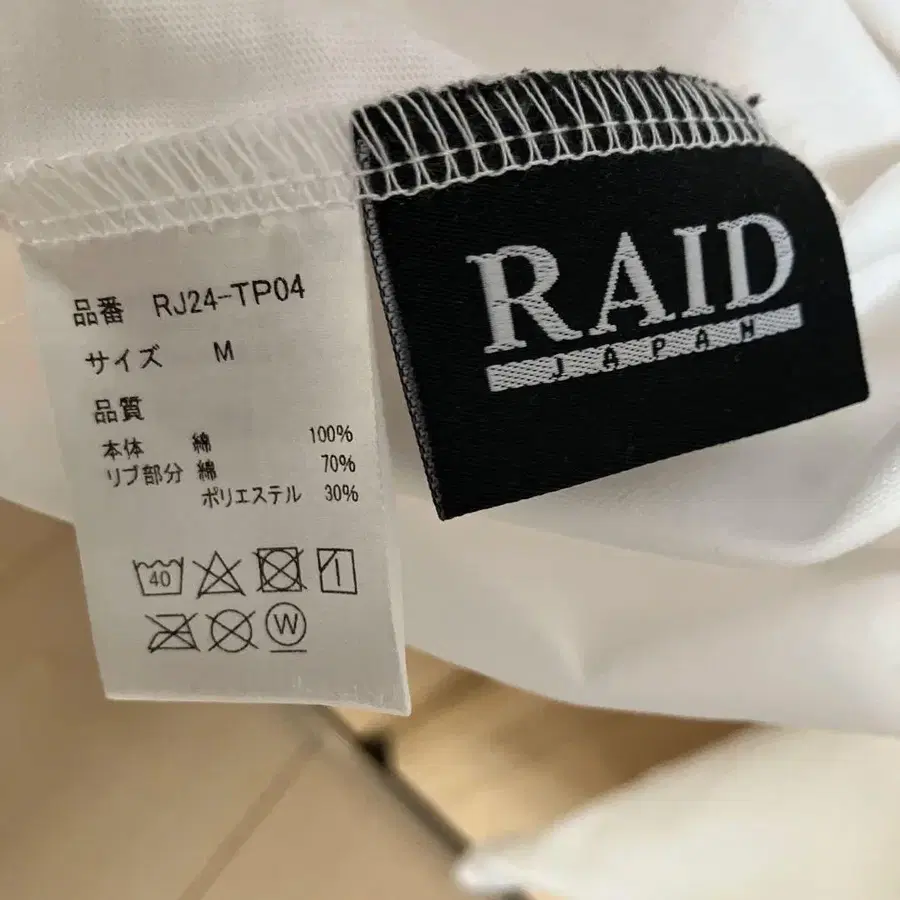 品番 RJ24-TP04
サイズ M
品質
本体 綿 100%
リブ部分 綿 70%
ポリエステル 30%
40
W
RAID
JAPAN